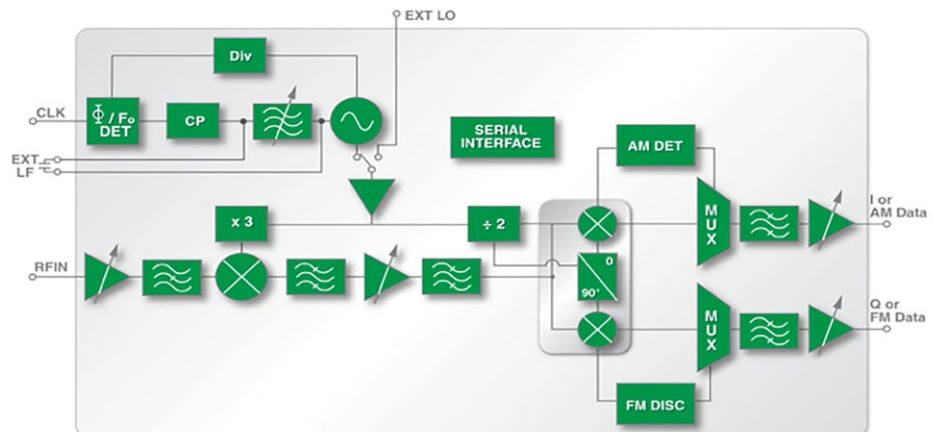 EXT LO
Div
CLK
Φ / Fo
DET
CP
EXT
LF
SERIAL
INTERFACE
AM DET
x 3
÷ 2
MUX
I or
AM Data
RFIN
0
90°
MUX
Q or
FM Data
FM DISC